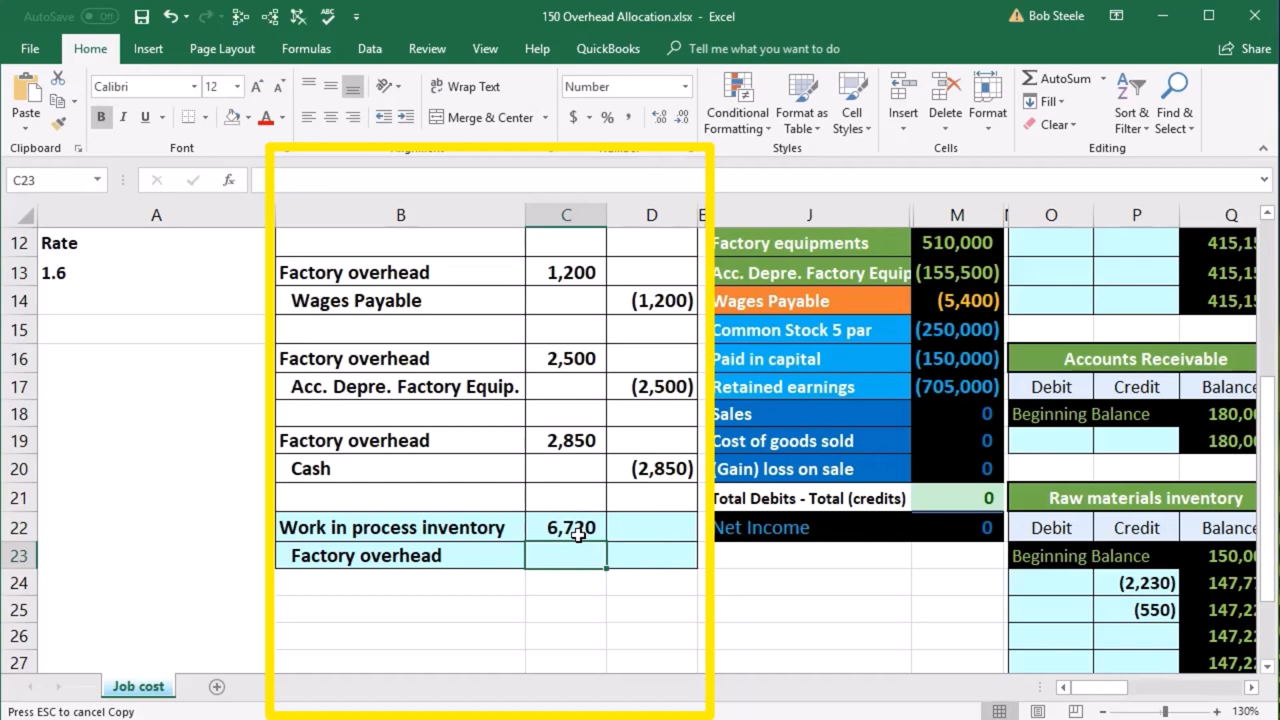 AutoSave Off 150 Overhead Allocation.xlsx - Excel Bob Steele
File Home Insert Page Layout Formulas Data Review View Help QuickBooks Tell me what you want to do Share
Calibri 12 Wrap Text Number AutoSum
Paste B I U Merge & Center $ % Conditional Formatting Format as Table Cell Styles Insert Delete Format Fill Clear Sort & Filter Find & Select
Clipboard Font Styles Cells Editing
C23 fx
A B C D E J M O P Q
12 Rate Factory equipments 510,000
13 1.6 Factory overhead 1,200 Acc. Depre. Factory Equip (155,500)
14 Wages Payable (1,200) Wages Payable (5,400)
15 Common Stock 5 par (250,000)
16 Factory overhead 2,500 Paid in capital (150,000) Accounts Receivable
17 Acc. Depre. Factory Equip. (2,500) Retained earnings (705,000) Debit Credit Balance
18 Sales 0 Beginning Balance
19 Factory overhead 2,850 Cost of goods sold 0
20 Cash (2,850) (Gain) loss on sale 0
21 Total Debits - Total (credits) 0 Raw materials inventory
22 Work in process inventory 6,720 Net Income 0 Debit Credit Balance
23 Factory overhead Beginning Balance
24 (2,230)
25 (550)
26
27
Job cost
Press ESC to cancel Copy 130%